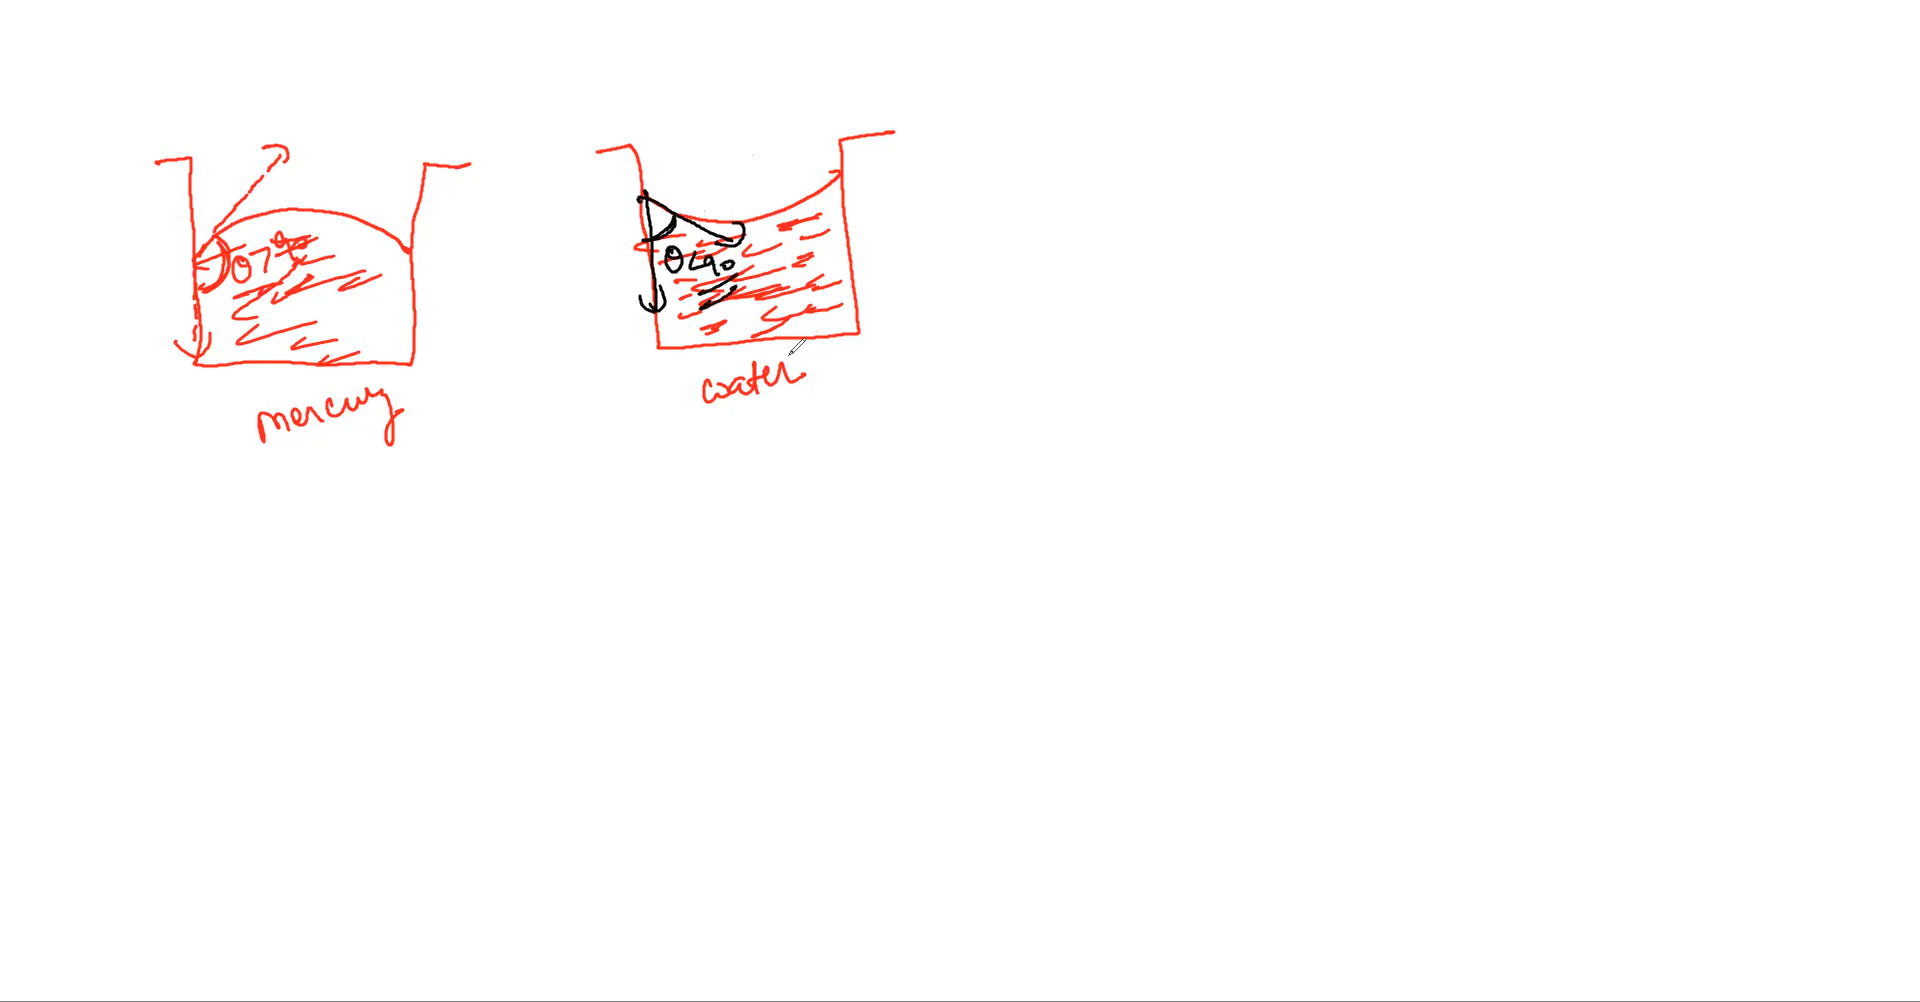 θ > 90
mercury
θ < 90
water